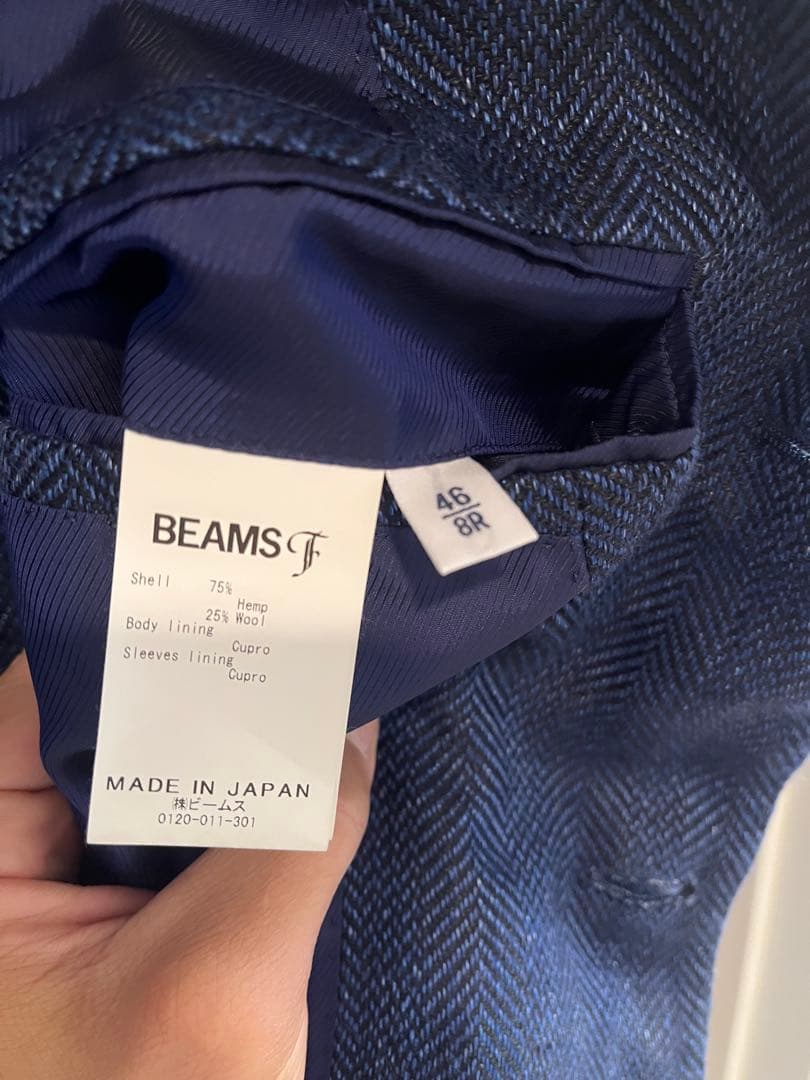 BEAMS F
Shell 75%
Hemp
25% Wool
Body lining
Cupro
Sleeves lining
Cupro
MADE IN JAPAN
㈱ビームス
0120-011-301
46
8R